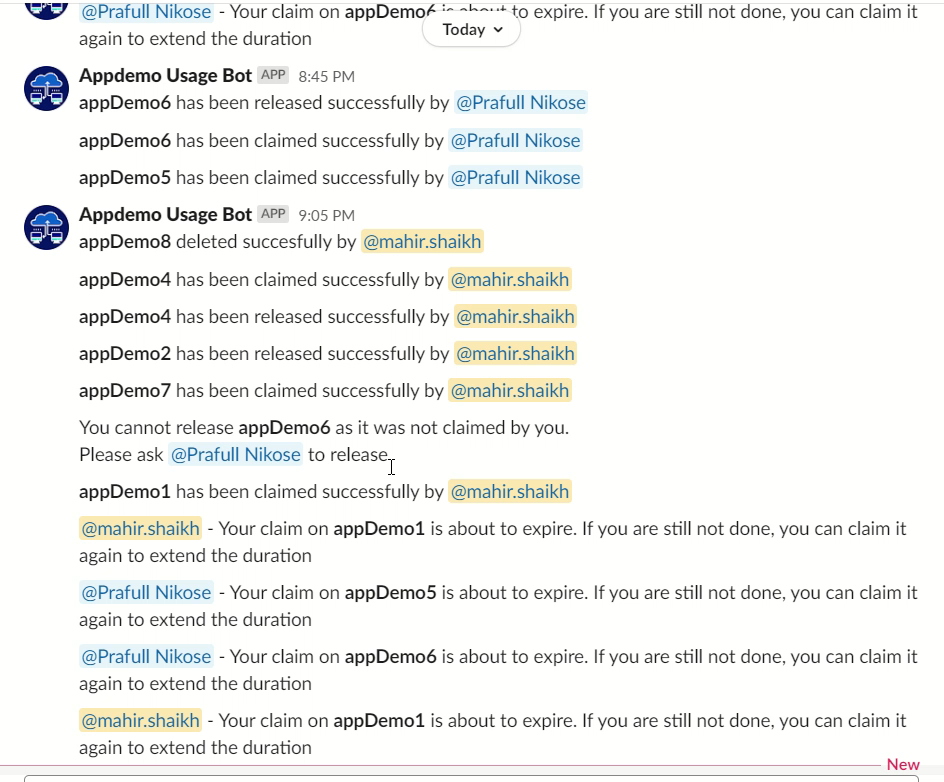 @Prafull Nikose - Your claim on appDemo6 is about to expire. If you are still not done, you can claim it
again to extend the duration
Today
Appdemo Usage Bot APP 8:45 PM
appDemo6 has been released successfully by @Prafull Nikose
appDemo6 has been claimed successfully by @Prafull Nikose
appDemo5 has been claimed successfully by @Prafull Nikose
Appdemo Usage Bot APP 9:05 PM
appDemo8 deleted succesfully by @mahir.shaikh
appDemo4 has been claimed successfully by @mahir.shaikh
appDemo4 has been released successfully by @mahir.shaikh
appDemo2 has been released successfully by @mahir.shaikh
appDemo7 has been claimed successfully by @mahir.shaikh
You cannot release appDemo6 as it was not claimed by you.
Please ask @Prafull Nikose to release.
appDemo1 has been claimed successfully by @mahir.shaikh
@mahir.shaikh - Your claim on appDemo1 is about to expire. If you are still not done, you can claim it
again to extend the duration
@Prafull Nikose - Your claim on appDemo5 is about to expire. If you are still not done, you can claim it
again to extend the duration
@Prafull Nikose - Your claim on appDemo6 is about to expire. If you are still not done, you can claim it
again to extend the duration
@mahir.shaikh - Your claim on appDemo1 is about to expire. If you are still not done, you can claim it
again to extend the duration
New